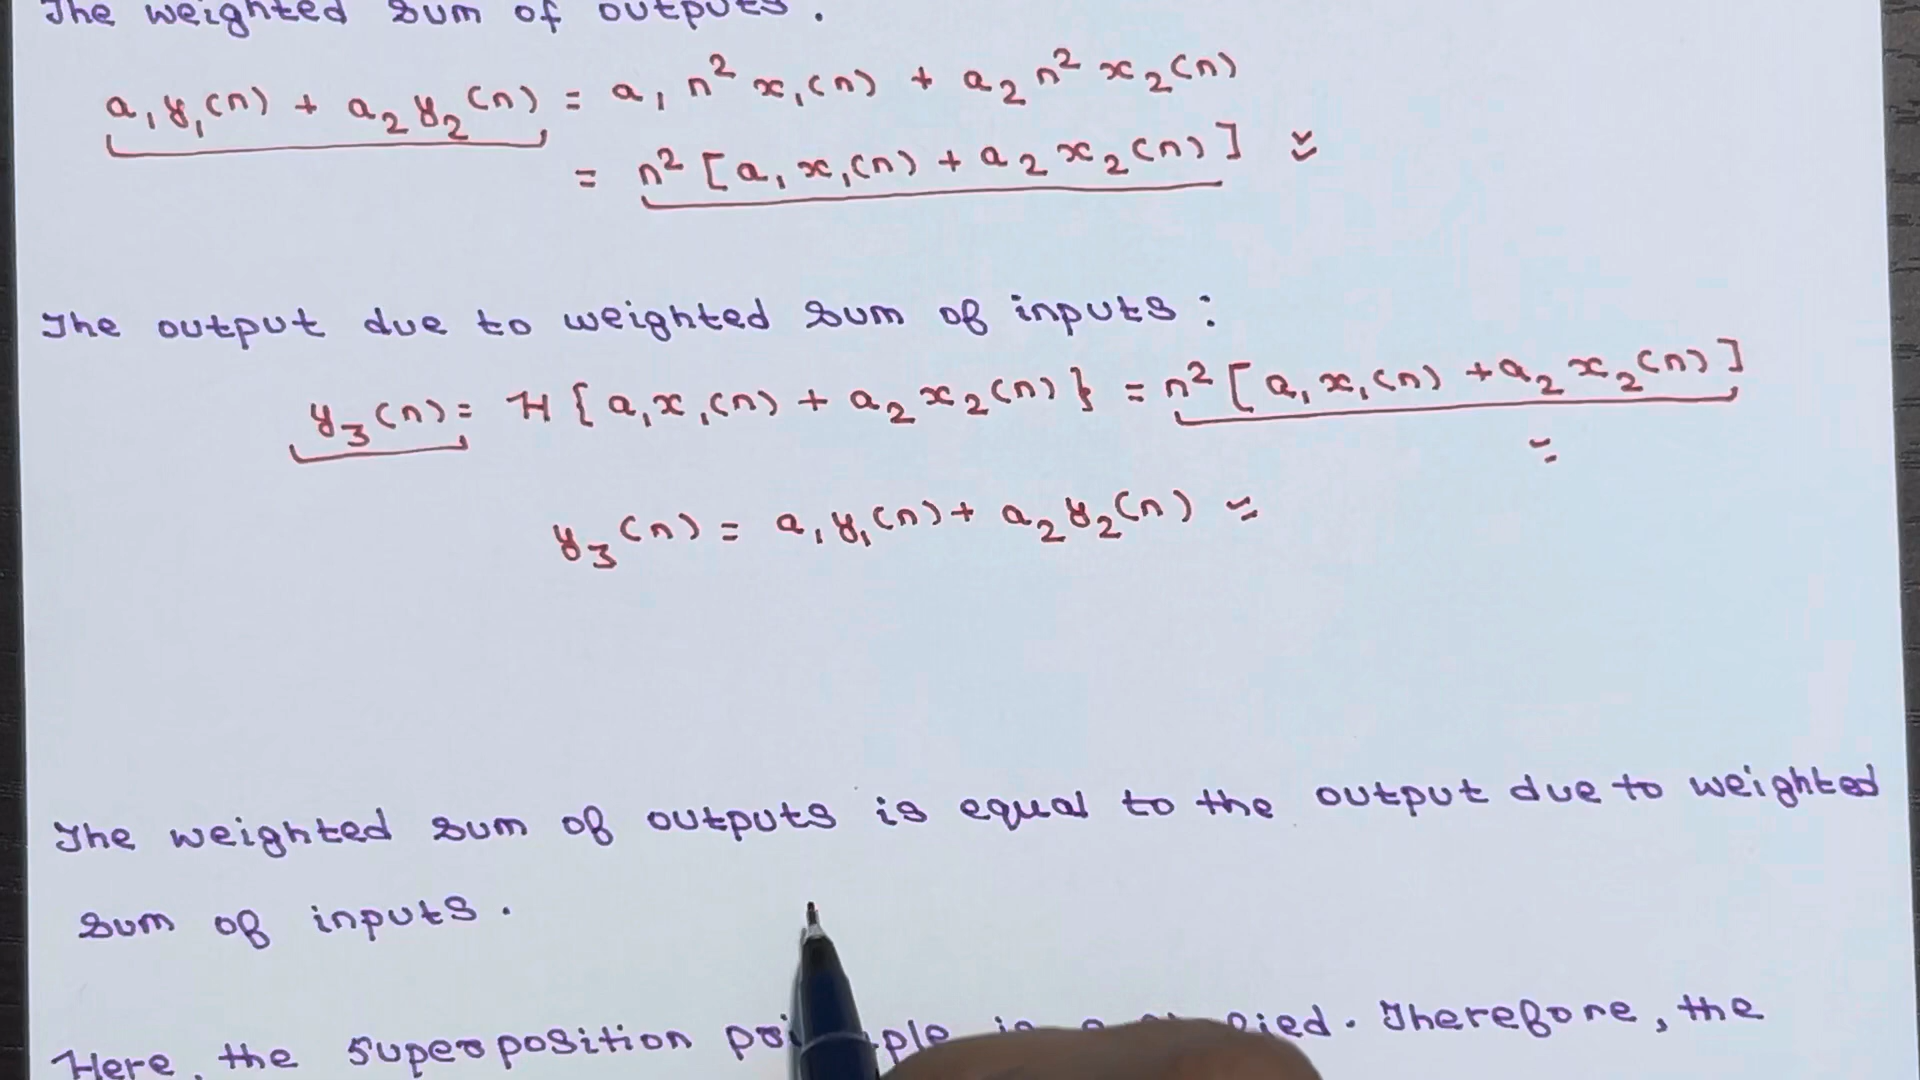 The weighted sum of outputs.
a₁y₁(n) + a₂y₂(n) = a₁ n² x₁(n) + a₂ n² x₂(n)
= n² [a₁x₁(n) + a₂x₂(n)]
The output due to weighted sum of inputs:
y₃(n) = H{a₁x₁(n) + a₂x₂(n)} = n² [a₁x₁(n) + a₂x₂(n)]
y₃(n) = a₁y₁(n) + a₂y₂(n)
The weighted sum of outputs is equal to the output due to weighted
sum of inputs.
Here, the superposition is Therefore, the